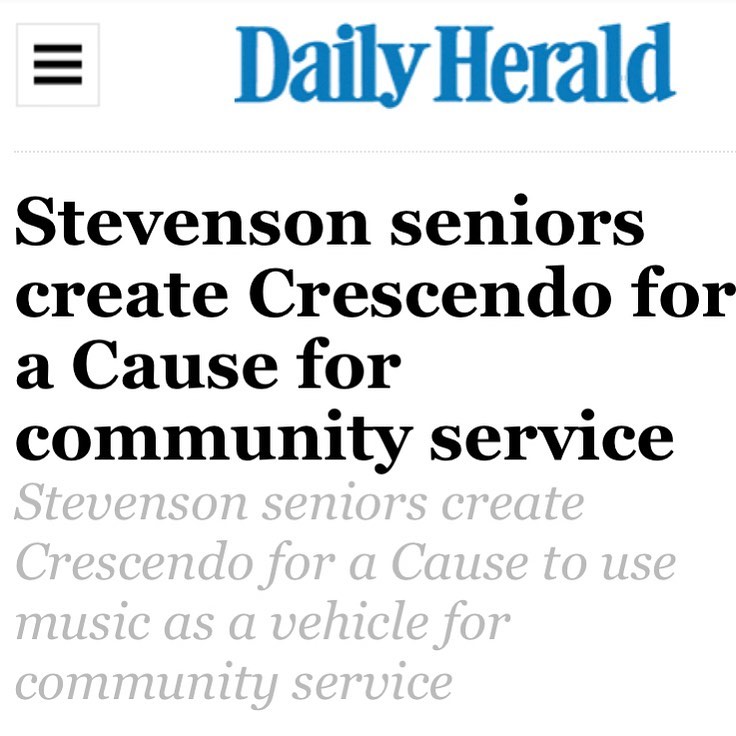 Daily Herald
Stevenson seniors
create Crescendo for
a Cause for
community service
Stevenson seniors create
Crescendo for a Cause to use
music as a vehicle for
community service